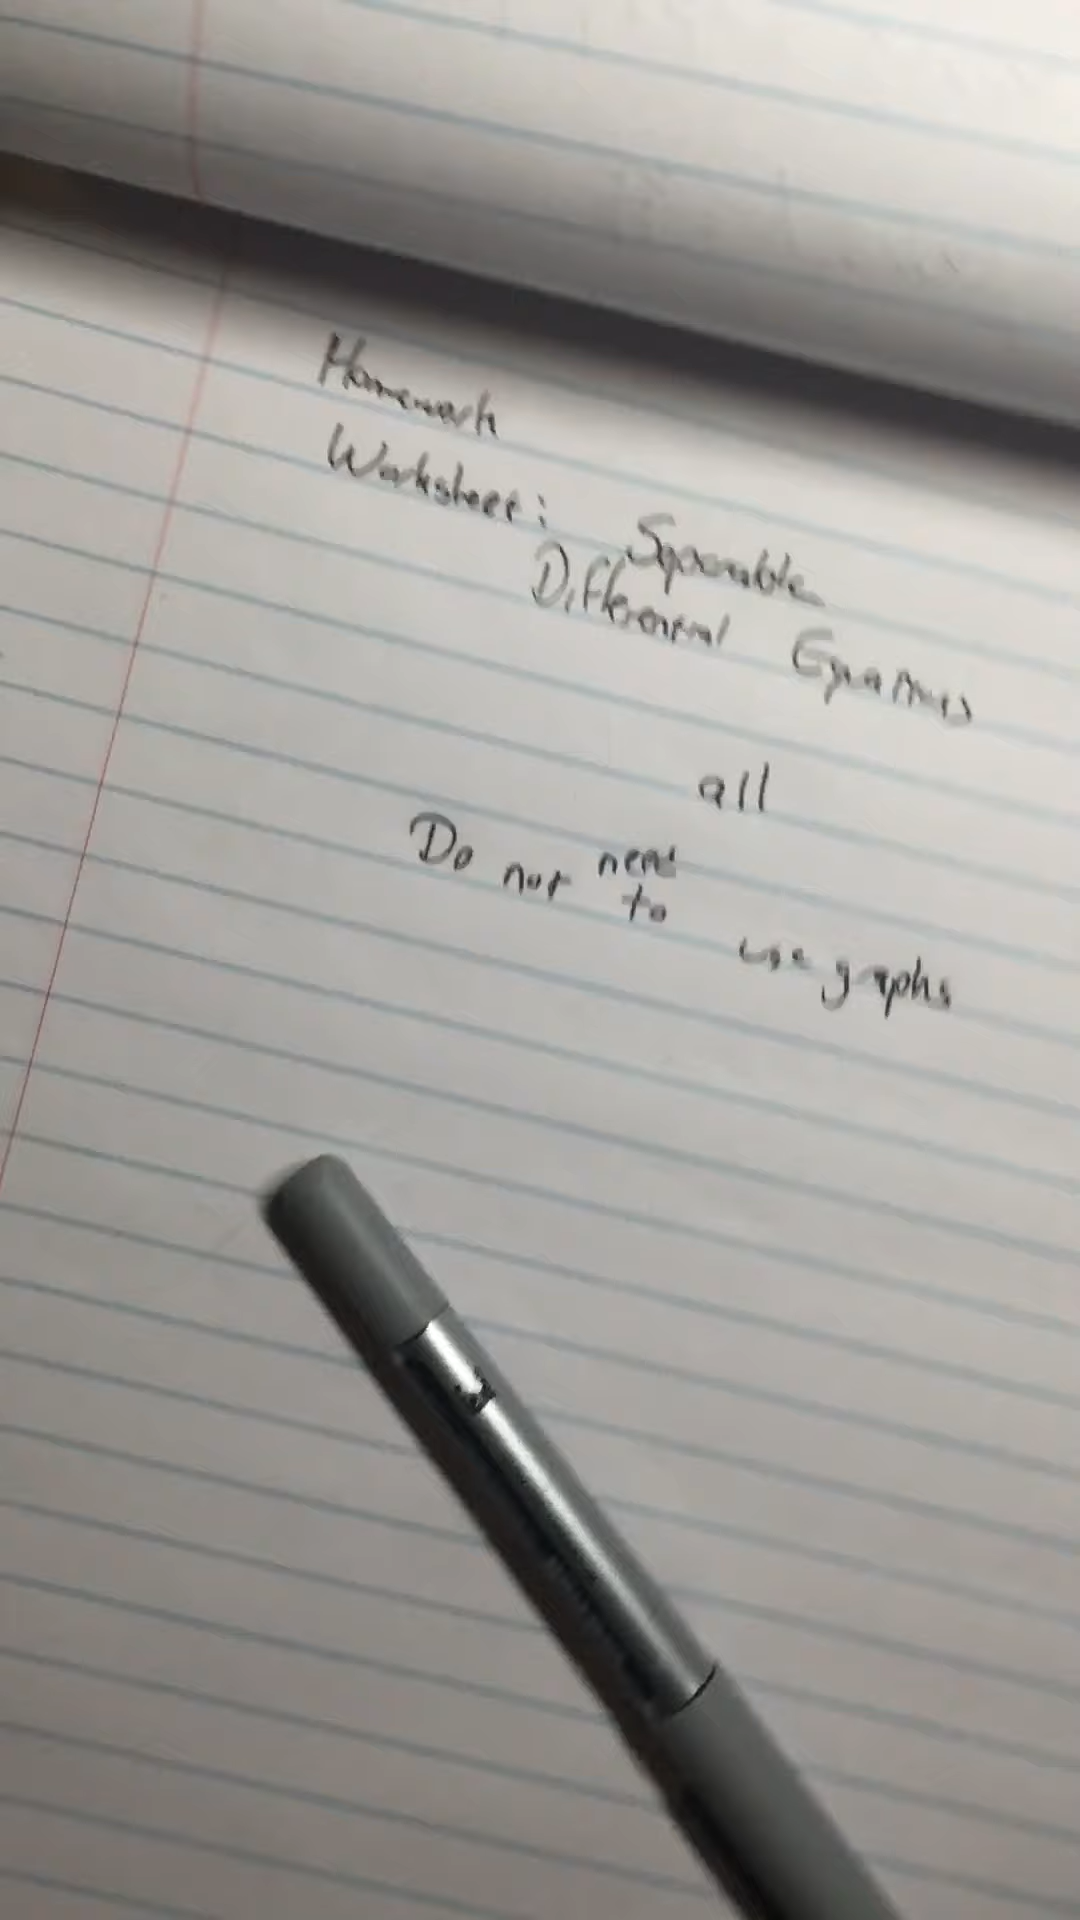 Homework
Worksheet: Separable
Differential Equations
all
Do not need
to
use graphs